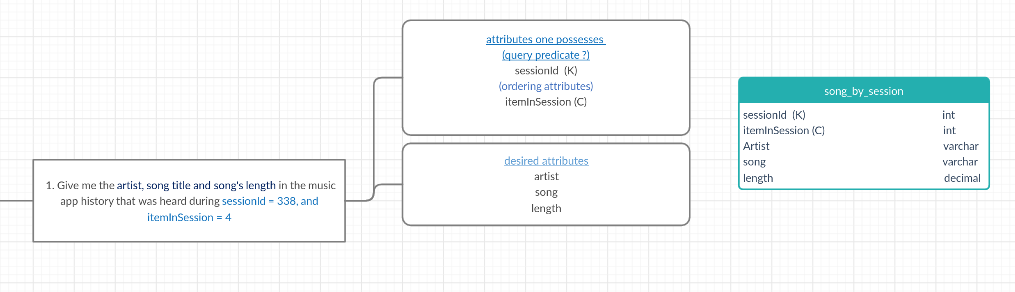 attributes one possesses
(query predicate ?)
sessionId (K)
(ordering attributes)
itemInSession (C)
song_by_session
sessionId (K) int
itemInSession (C) int
Artist varchar
song varchar
length decimal
desired attributes
artist
song
length
1. Give me the artist, song title and song's length in the music
app history that was heard during sessionId = 338, and
itemInSession = 4